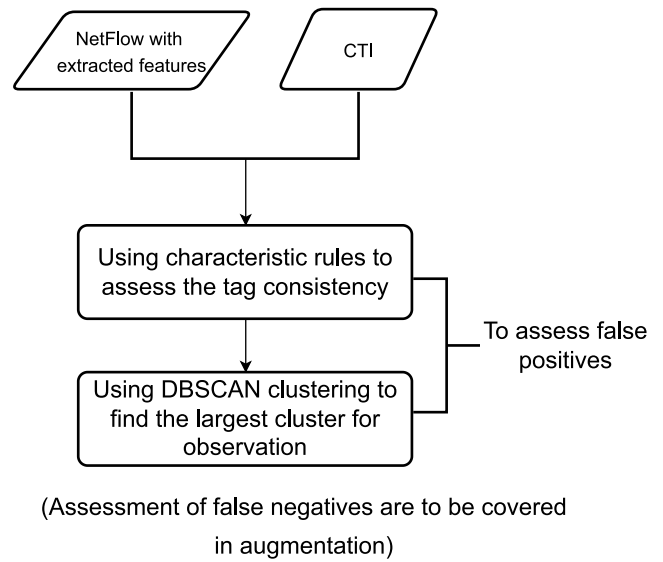 NetFlow with
extracted features
CTI
Using characteristic rules to
assess the tag consistency
Using DBSCAN clustering to
find the largest cluster for
observation
To assess false
positives
(Assessment of false negatives are to be covered
in augmentation)